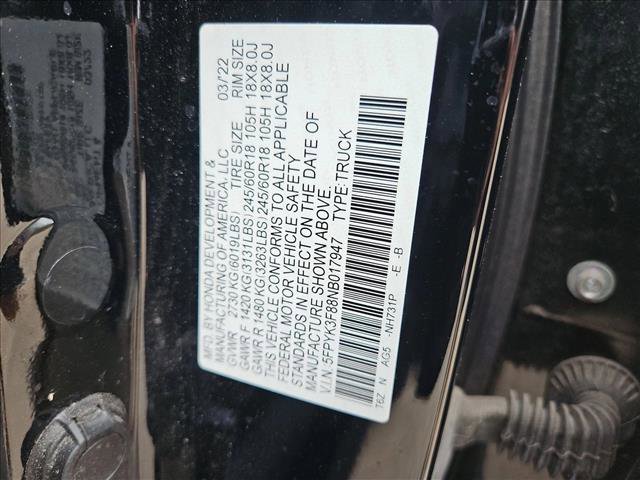 MFD. BY HONDA DEVELOPMENT &
MANUFACTURING OF AMERICA, LLC 03/'22
GVWR 2730 KG(6019LBS) TIRE SIZE RIM SIZE
GAWR F 1420 KG(3131LBS) 245/60R18 105H 18X8.0J
GAWR R 1480 KG(3263LBS) 245/60R18 105H 18X8.0J
THIS VEHICLE CONFORMS TO ALL APPLICABLE
FEDERAL MOTOR VEHICLE SAFETY
STANDARDS IN EFFECT ON THE DATE OF
MANUFACTURE SHOWN ABOVE.
V.I.N. 5FPYK3F88NB017947 TYPE:TRUCK
T6Z N AG5 -NH731P -E -B